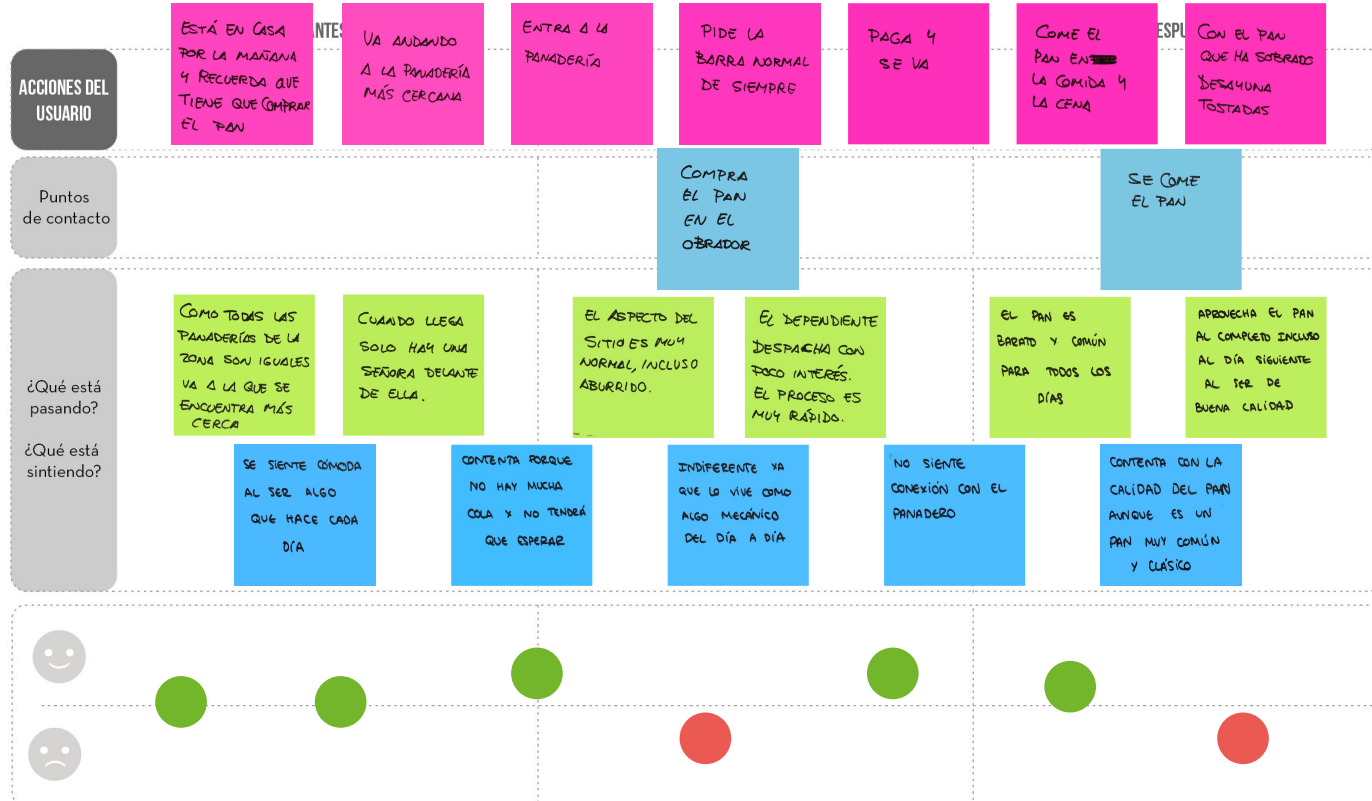 ANTES
ESPU
ACCIONES DEL
USUARIO
ESTÁ EN CASA
POR LA MAÑANA
Y RECUERDA QUE
TIENE QUE COMPRAR
EL PAN
VA ANDANDO
A LA PANADERÍA
MÁS CERCANA
ENTRA A LA
PANADERÍA
PIDE LA
BARRA NORMAL
DE SIEMPRE
PAGA Y
SE VA
COME EL
PAN EN
LA COMIDA Y
LA CENA
CON EL PAN
QUE HA SOBRADO
DESAYUNA
TOSTADAS
Puntos
de contacto
COMPRA
EL PAN
EN EL
OBRADOR
SE COME
EL PAN
¿Qué está
pasando?
¿Qué está
sintiendo?
COMO TODAS LAS
PANADERÍAS DE LA
ZONA SON IGUALES
VA A LA QUE SE
ENCUENTRA MÁS
CERCA
CUANDO LLEGA
SOLO HAY UNA
SEÑORA DELANTE
DE ELLA.
EL ASPECTO DEL
SITIO ES MUY
NORMAL, INCLUSO
ABURRIDO.
EL DEPENDIENTE
DESPACHA CON
POCO INTERÉS.
EL PROCESO ES
MUY RÁPIDO.
EL PAN ES
BARATO Y COMÚN
PARA TODOS LOS
DÍAS
APROVECHA EL PAN
AL COMPLETO INCLUSO
AL DÍA SIGUIENTE
AL SER DE
BUENA CALIDAD
SE SIENTE CÓMODA
AL SER ALGO
QUE HACE CADA
DÍA
CONTENTA PORQUE
NO HAY MUCHA
COLA Y NO TENDRÁ
QUE ESPERAR
INDIFERENTE YA
QUE LO VIVE COMO
ALGO MECÁNICO
DEL DÍA A DÍA
NO SIENTE
CONEXIÓN CON EL
PANADERO
CONTENTA CON LA
CALIDAD DEL PAN
AUNQUE ES UN
PAN MUY COMÚN
Y CLÁSICO